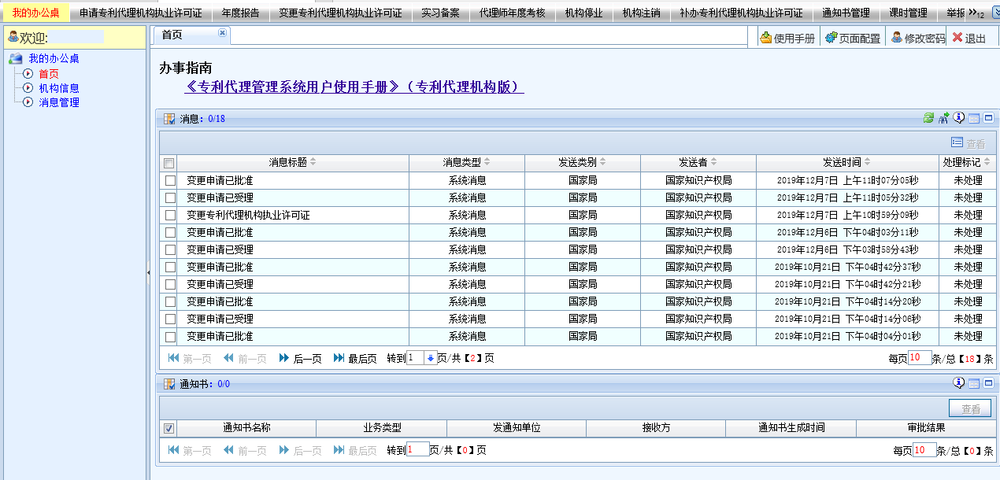 我的办公桌 申请专利代理机构执业许可证 年度报告 变更专利代理机构执业许可证 实习备案 代理师年度考核 机构停业 机构注销 补办专利代理机构执业许可证 通知书管理 课时管理 举报 12
欢迎: 首页 使用手册 页面配置 修改密码 退出
我的办公桌
首页
机构信息
消息管理
办事指南
《专利代理管理系统用户使用手册》（专利代理机构版）
消息: 0/18
查看
消息标题 消息类型 发送类别 发送者 发送时间 处理标记
变更申请已批准 系统消息 国家局 国家知识产权局 2019年12月7日 上午11时07分05秒 未处理
变更申请已受理 系统消息 国家局 国家知识产权局 2019年12月7日 上午11时05分32秒 未处理
变更专利代理机构执业许可证 系统消息 国家局 国家知识产权局 2019年12月7日 上午10时59分09秒 未处理
变更申请已批准 系统消息 国家局 国家知识产权局 2019年12月6日 下午04时03分11秒 未处理
变更申请已受理 系统消息 国家局 国家知识产权局 2019年12月6日 下午03时58分43秒 未处理
变更申请已批准 系统消息 国家局 国家知识产权局 2019年10月21日 下午04时42分37秒 未处理
变更申请已受理 系统消息 国家局 国家知识产权局 2019年10月21日 下午04时42分21秒 未处理
变更申请已批准 系统消息 国家局 国家知识产权局 2019年10月21日 下午04时14分20秒 未处理
变更申请已受理 系统消息 国家局 国家知识产权局 2019年10月21日 下午04时14分06秒 未处理
变更申请已批准 系统消息 国家局 国家知识产权局 2019年10月21日 下午04时04分01秒 未处理
第一页 前一页 后一页 最后页 转到1页/共【2】页 每页10条/总【18】条
通知书: 0/0
查看
通知书名称 业务类型 发通知单位 接收方 通知书生成时间 审批结果
第一页 前一页 后一页 最后页 转到1页/共【0】页 每页10条/总【0】条